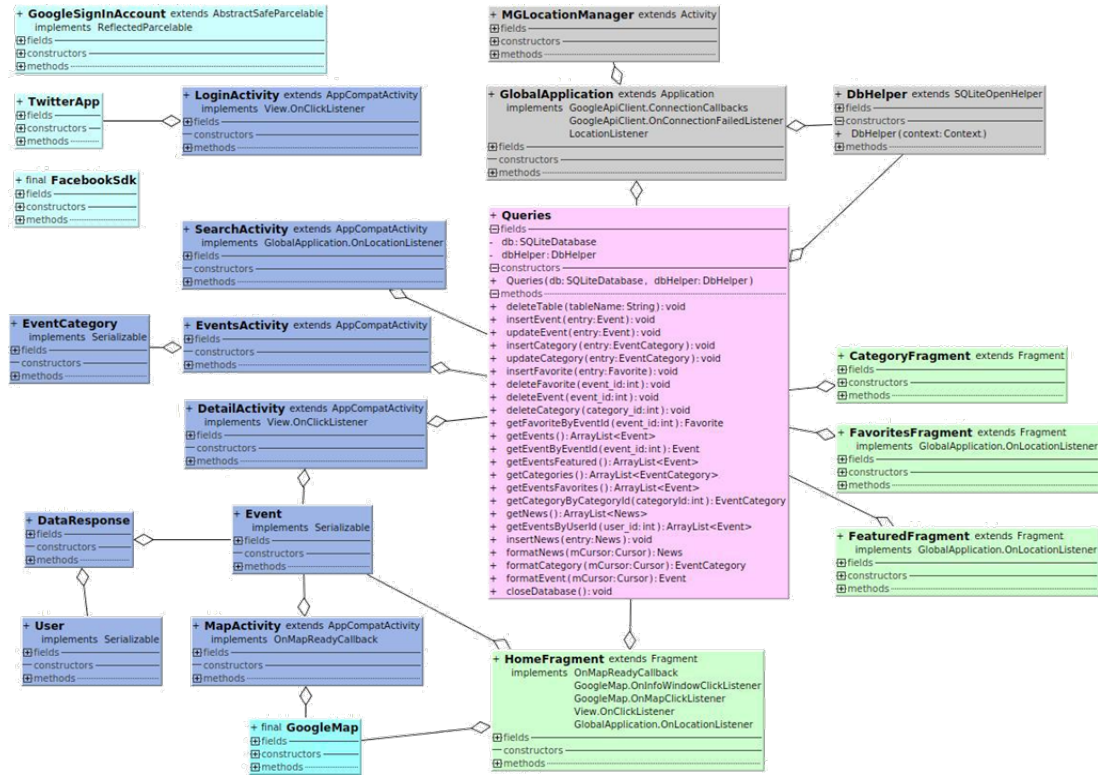 + GoogleSignInAccount extends AbstractSafeParcelable
implements ReflectedParcelable
fields
constructors
methods
+ MGLocationManager extends Activity
fields
constructors
methods
+ TwitterApp
fields
constructors
methods
+ LoginActivity extends AppCompatActivity
implements View.OnClickListener
fields
constructors
methods
+ GlobalApplication extends Application
implements GoogleApiClient.ConnectionCallbacks
GoogleApiClient.OnConnectionFailedListener
LocationListener
fields
constructors
methods
+ DbHelper extends SQLiteOpenHelper
fields
constructors
+ DbHelper(context:Context)
methods
+ final FacebookSdk
fields
constructors
methods
+ SearchActivity extends AppCompatActivity
implements GlobalApplication.OnLocationListener
fields
constructors
methods
+ Queries
fields
- db:SQLiteDatabase
- dbHelper:DbHelper
constructors
+ Queries(db:SQLiteDatabase, dbHelper:DbHelper)
methods
+ deleteTable(tableName:String):void
+ insertEvent(entry:Event):void
+ updateEvent(entry:Event):void
+ insertCategory(entry:EventCategory):void
+ updateCategory(entry:EventCategory):void
+ insertFavorite(entry:Favorite):void
+ deleteFavorite(event_id:int):void
+ deleteEvent(event_id:int):void
+ deleteCategory(category_id:int):void
+ getFavoriteByEventId(event_id:int):Favorite
+ getEvents():ArrayList<Event>
+ getEventByEventId(event_id:int):Event
+ getEventsFeatured():ArrayList<Event>
+ getCategories():ArrayList<EventCategory>
+ getEventsFavorites():ArrayList<Event>
+ getCategoryByCategoryId(categoryId:int):EventCategory
+ getNews():ArrayList<News>
+ getEventsByUserId(user_id:int):ArrayList<Event>
+ insertNews(entry:News):void
+ formatNews(mCursor:Cursor):News
+ formatCategory(mCursor:Cursor):EventCategory
+ formatEvent(mCursor:Cursor):Event
+ closeDatabase():void
+ EventCategory
implements Serializable
fields
constructors
methods
+ EventsActivity extends AppCompatActivity
fields
constructors
methods
+ CategoryFragment extends Fragment
fields
constructors
methods
+ DetailActivity extends AppCompatActivity
implements View.OnClickListener
fields
constructors
methods
+ FavoritesFragment extends Fragment
implements GlobalApplication.OnLocationListener
fields
constructors
methods
+ DataResponse
fields
constructors
methods
+ Event
implements Serializable
fields
constructors
methods
+ FeaturedFragment extends Fragment
implements GlobalApplication.OnLocationListener
fields
constructors
methods
+ User
implements Serializable
fields
constructors
methods
+ MapActivity extends AppCompatActivity
implements OnMapReadyCallback
fields
constructors
methods
+ HomeFragment extends Fragment
implements OnMapReadyCallback
GoogleMap.OnInfoWindowClickListener
GoogleMap.OnMapClickListener
View.OnClickListener
GlobalApplication.OnLocationListener
fields
constructors
methods
+ final GoogleMap
fields
constructors
methods